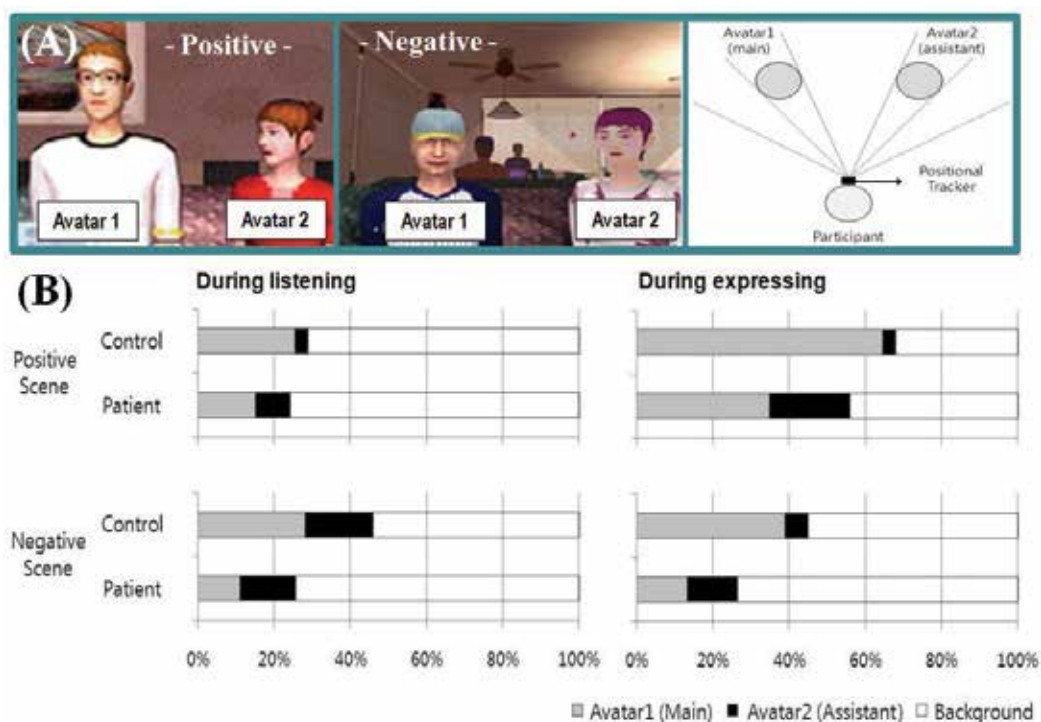 (A)
- Positive -
Avatar 1
Avatar 2
- Negative -
Avatar 1
Avatar 2
Avatar1
(main)
Avatar2
(assistant)
Positional
Tracker
Participant
(B)
During listening
During expressing
Positive
Scene
Control
Patient
Negative
Scene
Control
Patient
0% 20% 40% 60% 80% 100%
0% 20% 40% 60% 80% 100%
Avatar1 (Main) Avatar2 (Assistant) Background